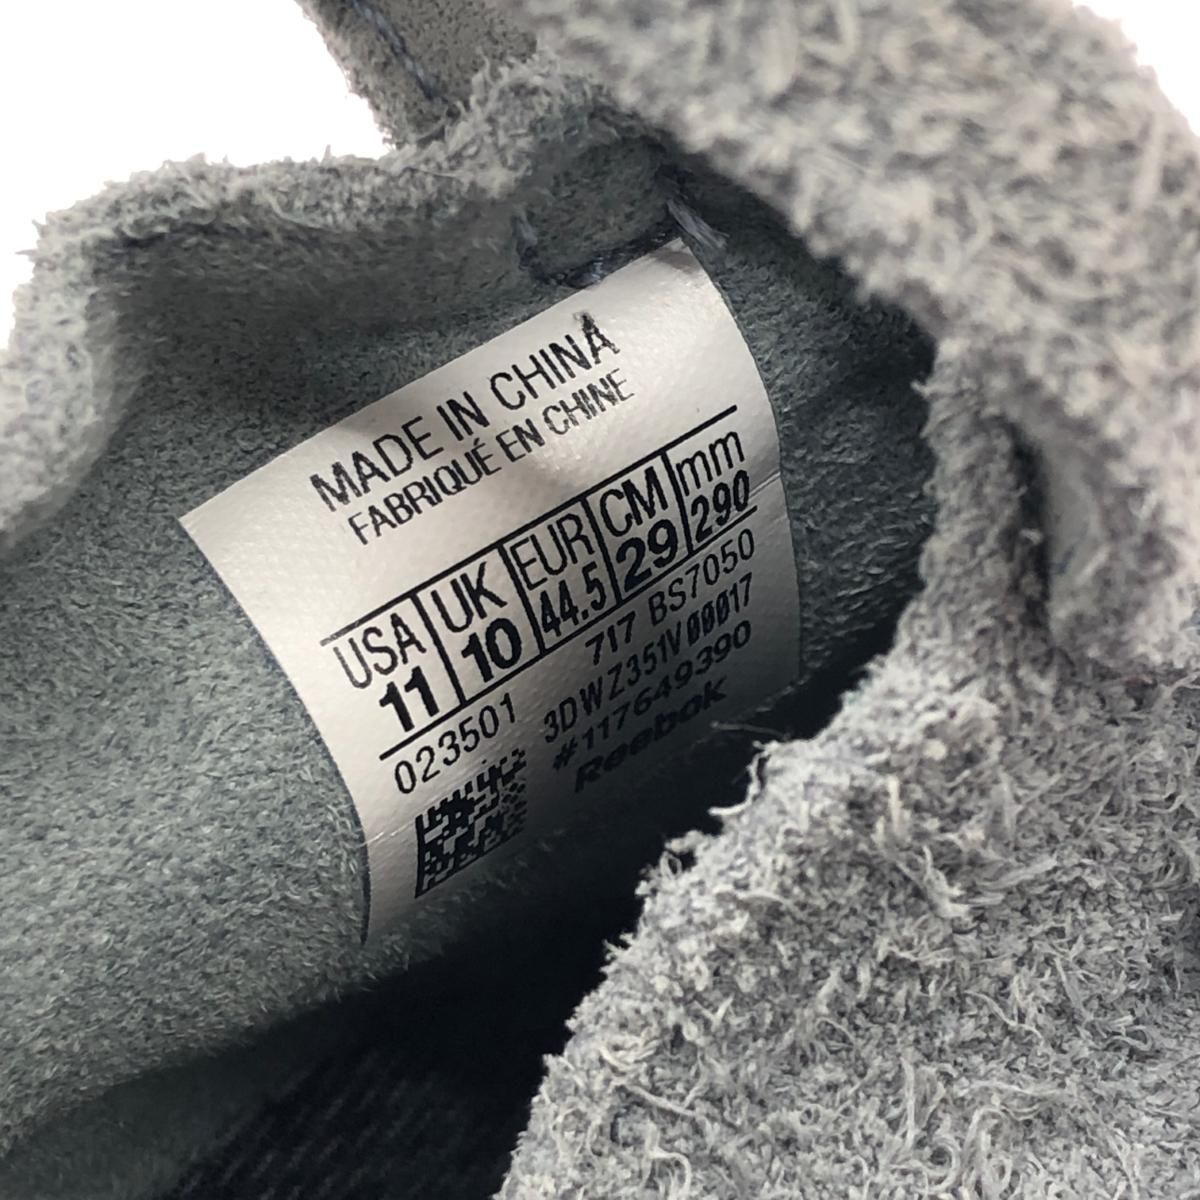 MADE IN CHINA
FABRIQUÉ EN CHINE
USA UK EUR CM mm
11 10 44.5 29 290
023501 717 BS7050
3DWZ351V00017
#117649390
Reebok